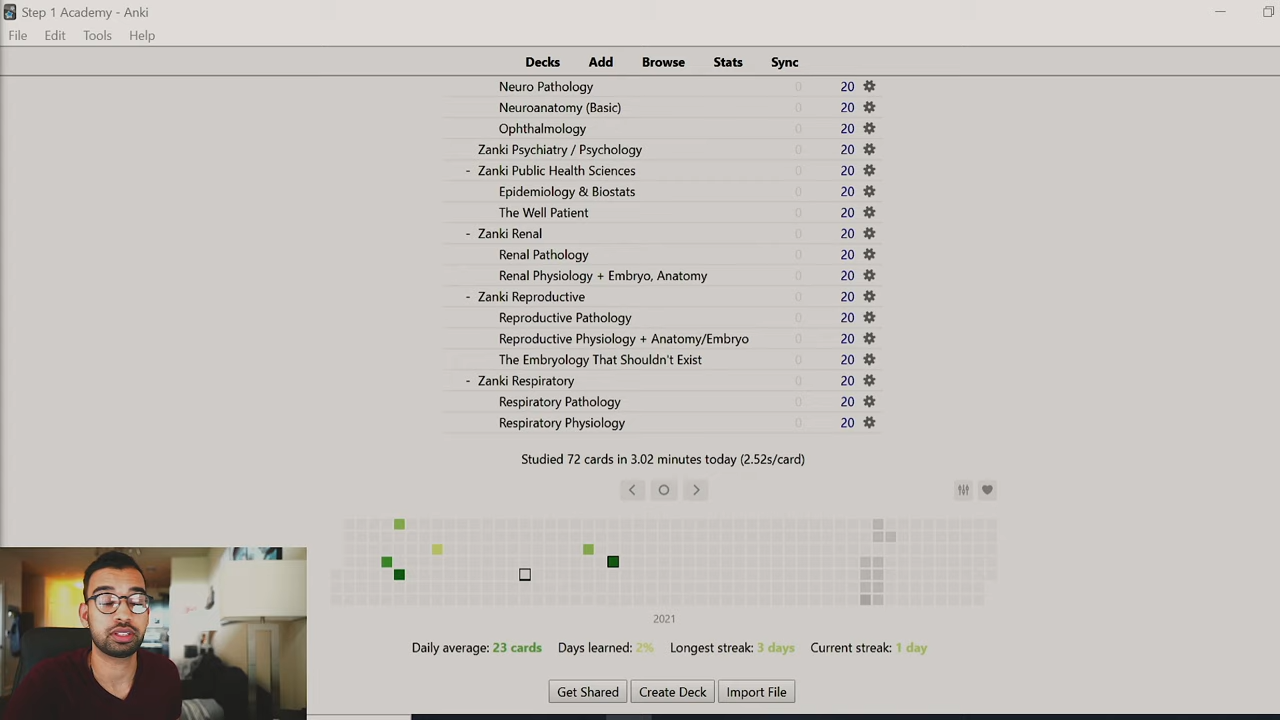 Step 1 Academy - Anki
File Edit Tools Help
Decks Add Browse Stats Sync
Neuro Pathology 0 20
Neuroanatomy (Basic) 0 20
Ophthalmology 0 20
Zanki Psychiatry / Psychology 0 20
- Zanki Public Health Sciences 0 20
Epidemiology & Biostats 0 20
The Well Patient 0 20
- Zanki Renal 0 20
Renal Pathology 0 20
Renal Physiology + Embryo, Anatomy 0 20
- Zanki Reproductive 0 20
Reproductive Pathology 0 20
Reproductive Physiology + Anatomy/Embryo 0 20
The Embryology That Shouldn't Exist 0 20
- Zanki Respiratory 0 20
Respiratory Pathology 0 20
Respiratory Physiology 0 20
Studied 72 cards in 3.02 minutes today (2.52s/card)
2021
Daily average: 23 cards Days learned: 2% Longest streak: 3 days Current streak: 1 day
Get Shared Create Deck Import File